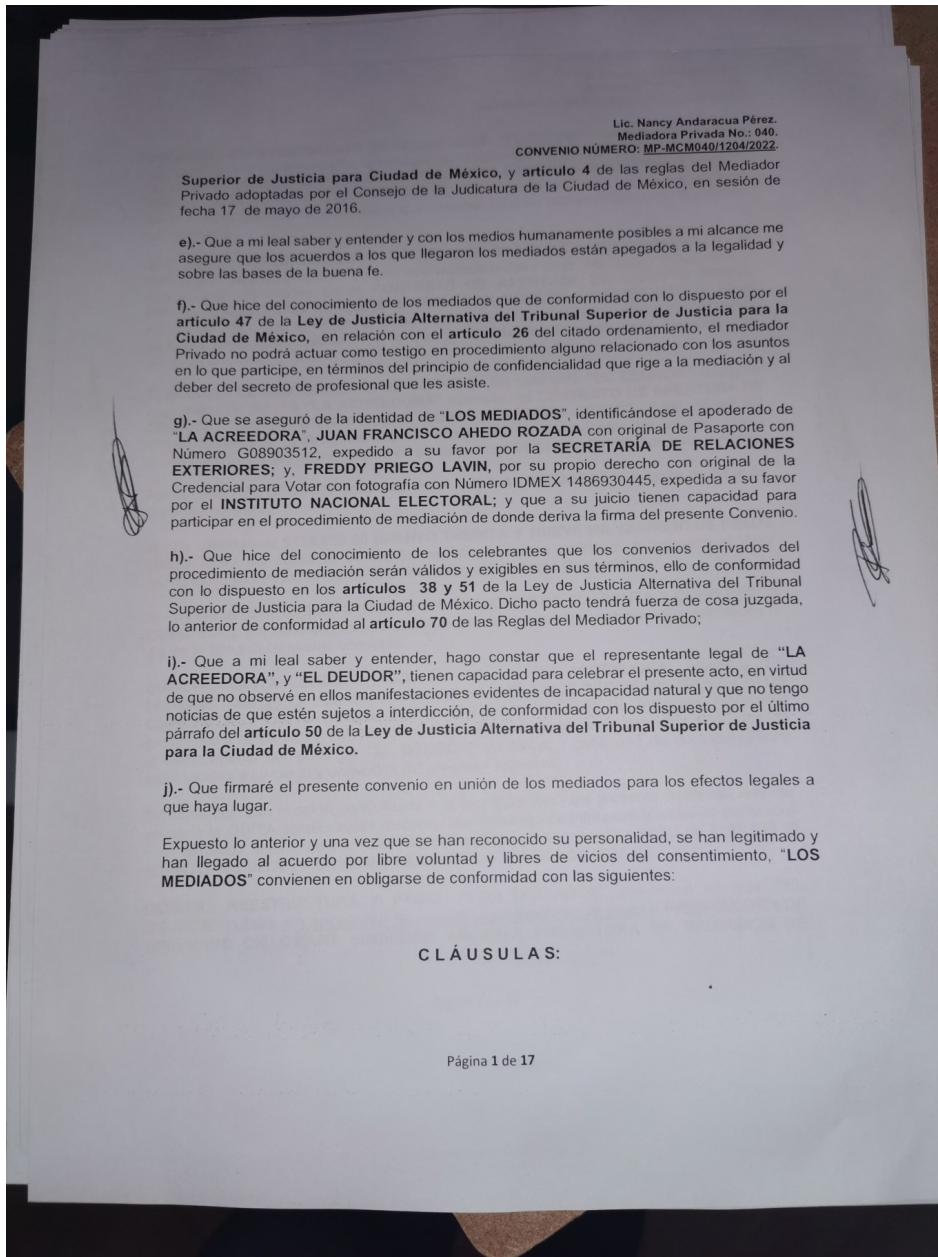 Lic. Nancy Andaracua Pérez.
Mediadora Privada No.: 040.
CONVENIO NÚMERO: MP-MCM040/1204/2022.
Superior de Justicia para Ciudad de México, y artículo 4 de las reglas del Mediador
Privado adoptadas por el Consejo de la Judicatura de la Ciudad de México, en sesión de
fecha 17 de mayo de 2016.
e).- Que a mi leal saber y entender y con los medios humanamente posibles a mi alcance me
asegure que los acuerdos a los que llegaron los mediados están apegados a la legalidad y
sobre las bases de la buena fe.
f).- Que hice del conocimiento de los mediados que de conformidad con lo dispuesto por el
artículo 47 de la Ley de Justicia Alternativa del Tribunal Superior de Justicia para la
Ciudad de México, en relación con el artículo 26 del citado ordenamiento, el mediador
Privado no podrá actuar como testigo en procedimiento alguno relacionado con los asuntos
en lo que participe, en términos del principio de confidencialidad que rige a la mediación y al
deber del secreto de profesional que les asiste.
g).- Que se aseguró de la identidad de “LOS MEDIADOS”, identificándose el apoderado de
“LA ACREEDORA”, JUAN FRANCISCO AHEDO ROZADA con original de Pasaporte con
Número G08903512, expedido a su favor por la SECRETARÍA DE RELACIONES
EXTERIORES; y, FREDDY PRIEGO LAVIN, por su propio derecho con original de la
Credencial para Votar con fotografía con Número IDMEX 1486930445, expedida a su favor
por el INSTITUTO NACIONAL ELECTORAL; y que a su juicio tienen capacidad para
participar en el procedimiento de mediación de donde deriva la firma del presente Convenio.
h).- Que hice del conocimiento de los celebrantes que los convenios derivados del
procedimiento de mediación serán válidos y exigibles en sus términos, ello de conformidad
con lo dispuesto en los artículos 38 y 51 de la Ley de Justicia Alternativa del Tribunal
Superior de Justicia para la Ciudad de México. Dicho pacto tendrá fuerza de cosa juzgada,
lo anterior de conformidad al artículo 70 de las Reglas del Mediador Privado;
i).- Que a mi leal saber y entender, hago constar que el representante legal de “LA
ACREEDORA”, y “EL DEUDOR”, tienen capacidad para celebrar el presente acto, en virtud
de que no observé en ellos manifestaciones evidentes de incapacidad natural y que no tengo
noticias de que estén sujetos a interdicción, de conformidad con los dispuesto por el último
párrafo del artículo 50 de la Ley de Justicia Alternativa del Tribunal Superior de Justicia
para la Ciudad de México.
j).- Que firmaré el presente convenio en unión de los mediados para los efectos legales a
que haya lugar.
Expuesto lo anterior y una vez que se han reconocido su personalidad, se han legitimado y
han llegado al acuerdo por libre voluntad y libres de vicios del consentimiento, “LOS
MEDIADOS” convienen en obligarse de conformidad con las siguientes:
CLÁUSULAS:
Página 1 de 17